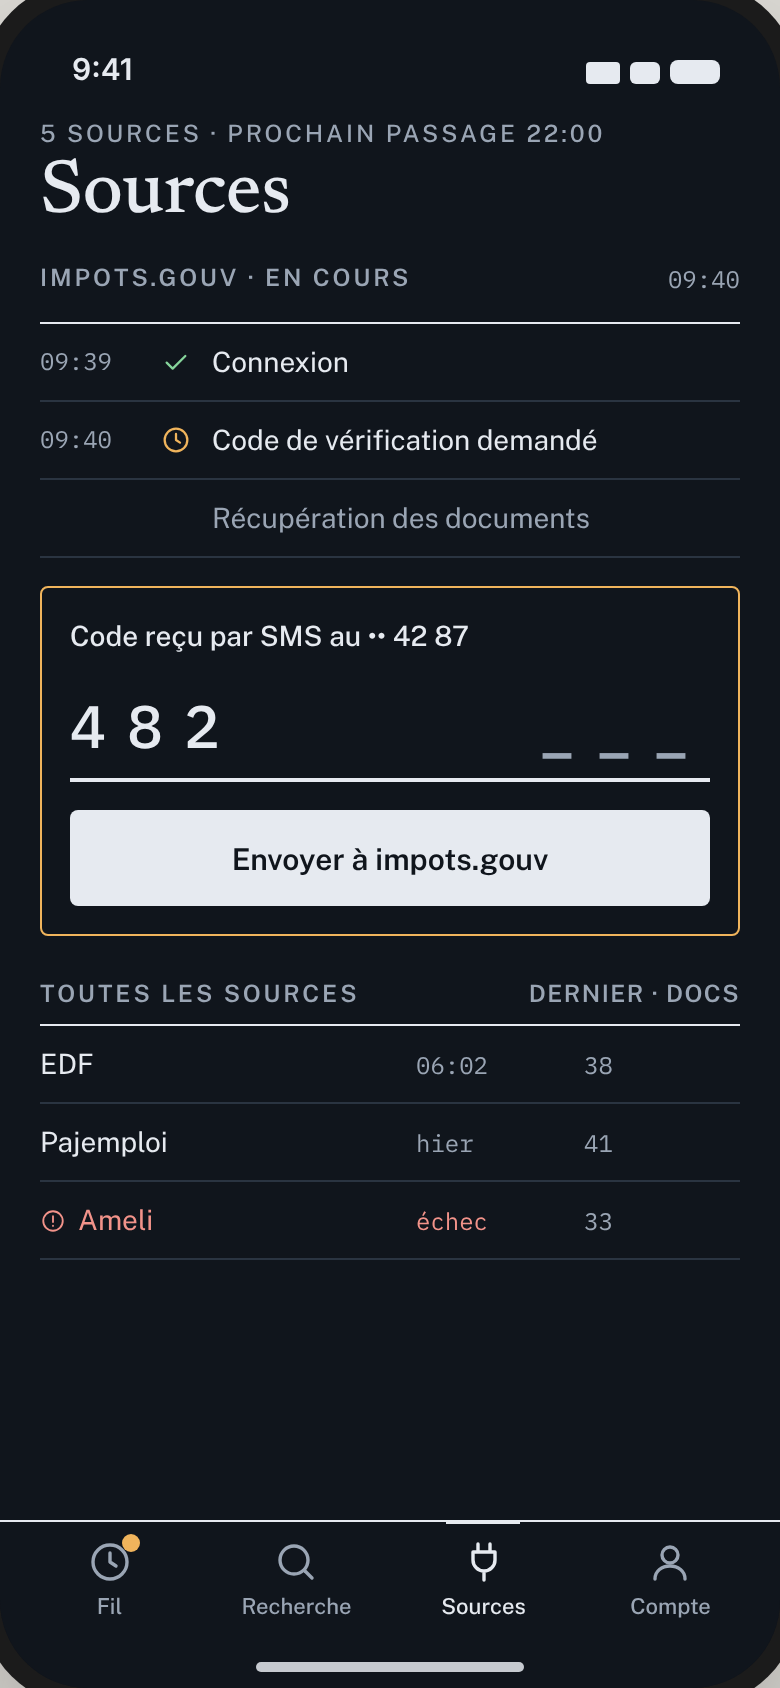 9:41
5 SOURCES · PROCHAIN PASSAGE 22:00
Sources
IMPOTS.GOUV · EN COURS 09:40
09:39 Connexion
09:40 Code de vérification demandé
Récupération des documents
Code reçu par SMS au •• 42 87
4 8 2 _ _ _
Envoyer à impots.gouv
TOUTES LES SOURCES DERNIER · DOCS
EDF 06:02 38
Pajemploi hier 41
Ameli échec 33
Fil Recherche Sources Compte